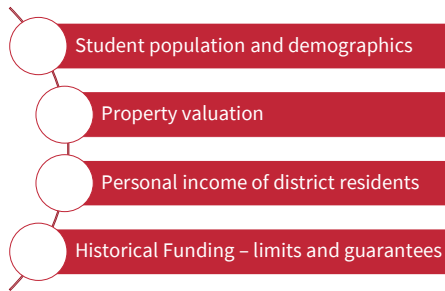 Student population and demographics
Property valuation
Personal income of district residents
Historical Funding – limits and guarantees